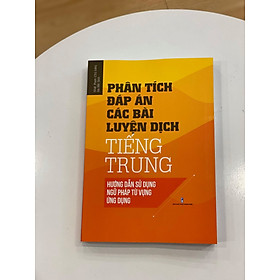 PHÂN TÍCH
ĐÁP ÁN
CÁC BÀI
LUYỆN DỊCH
TIẾNG
TRUNG
HƯỚNG DẪN SỬ DỤNG
NGỮ PHÁP TỪ VỰNG
ỨNG DỤNG